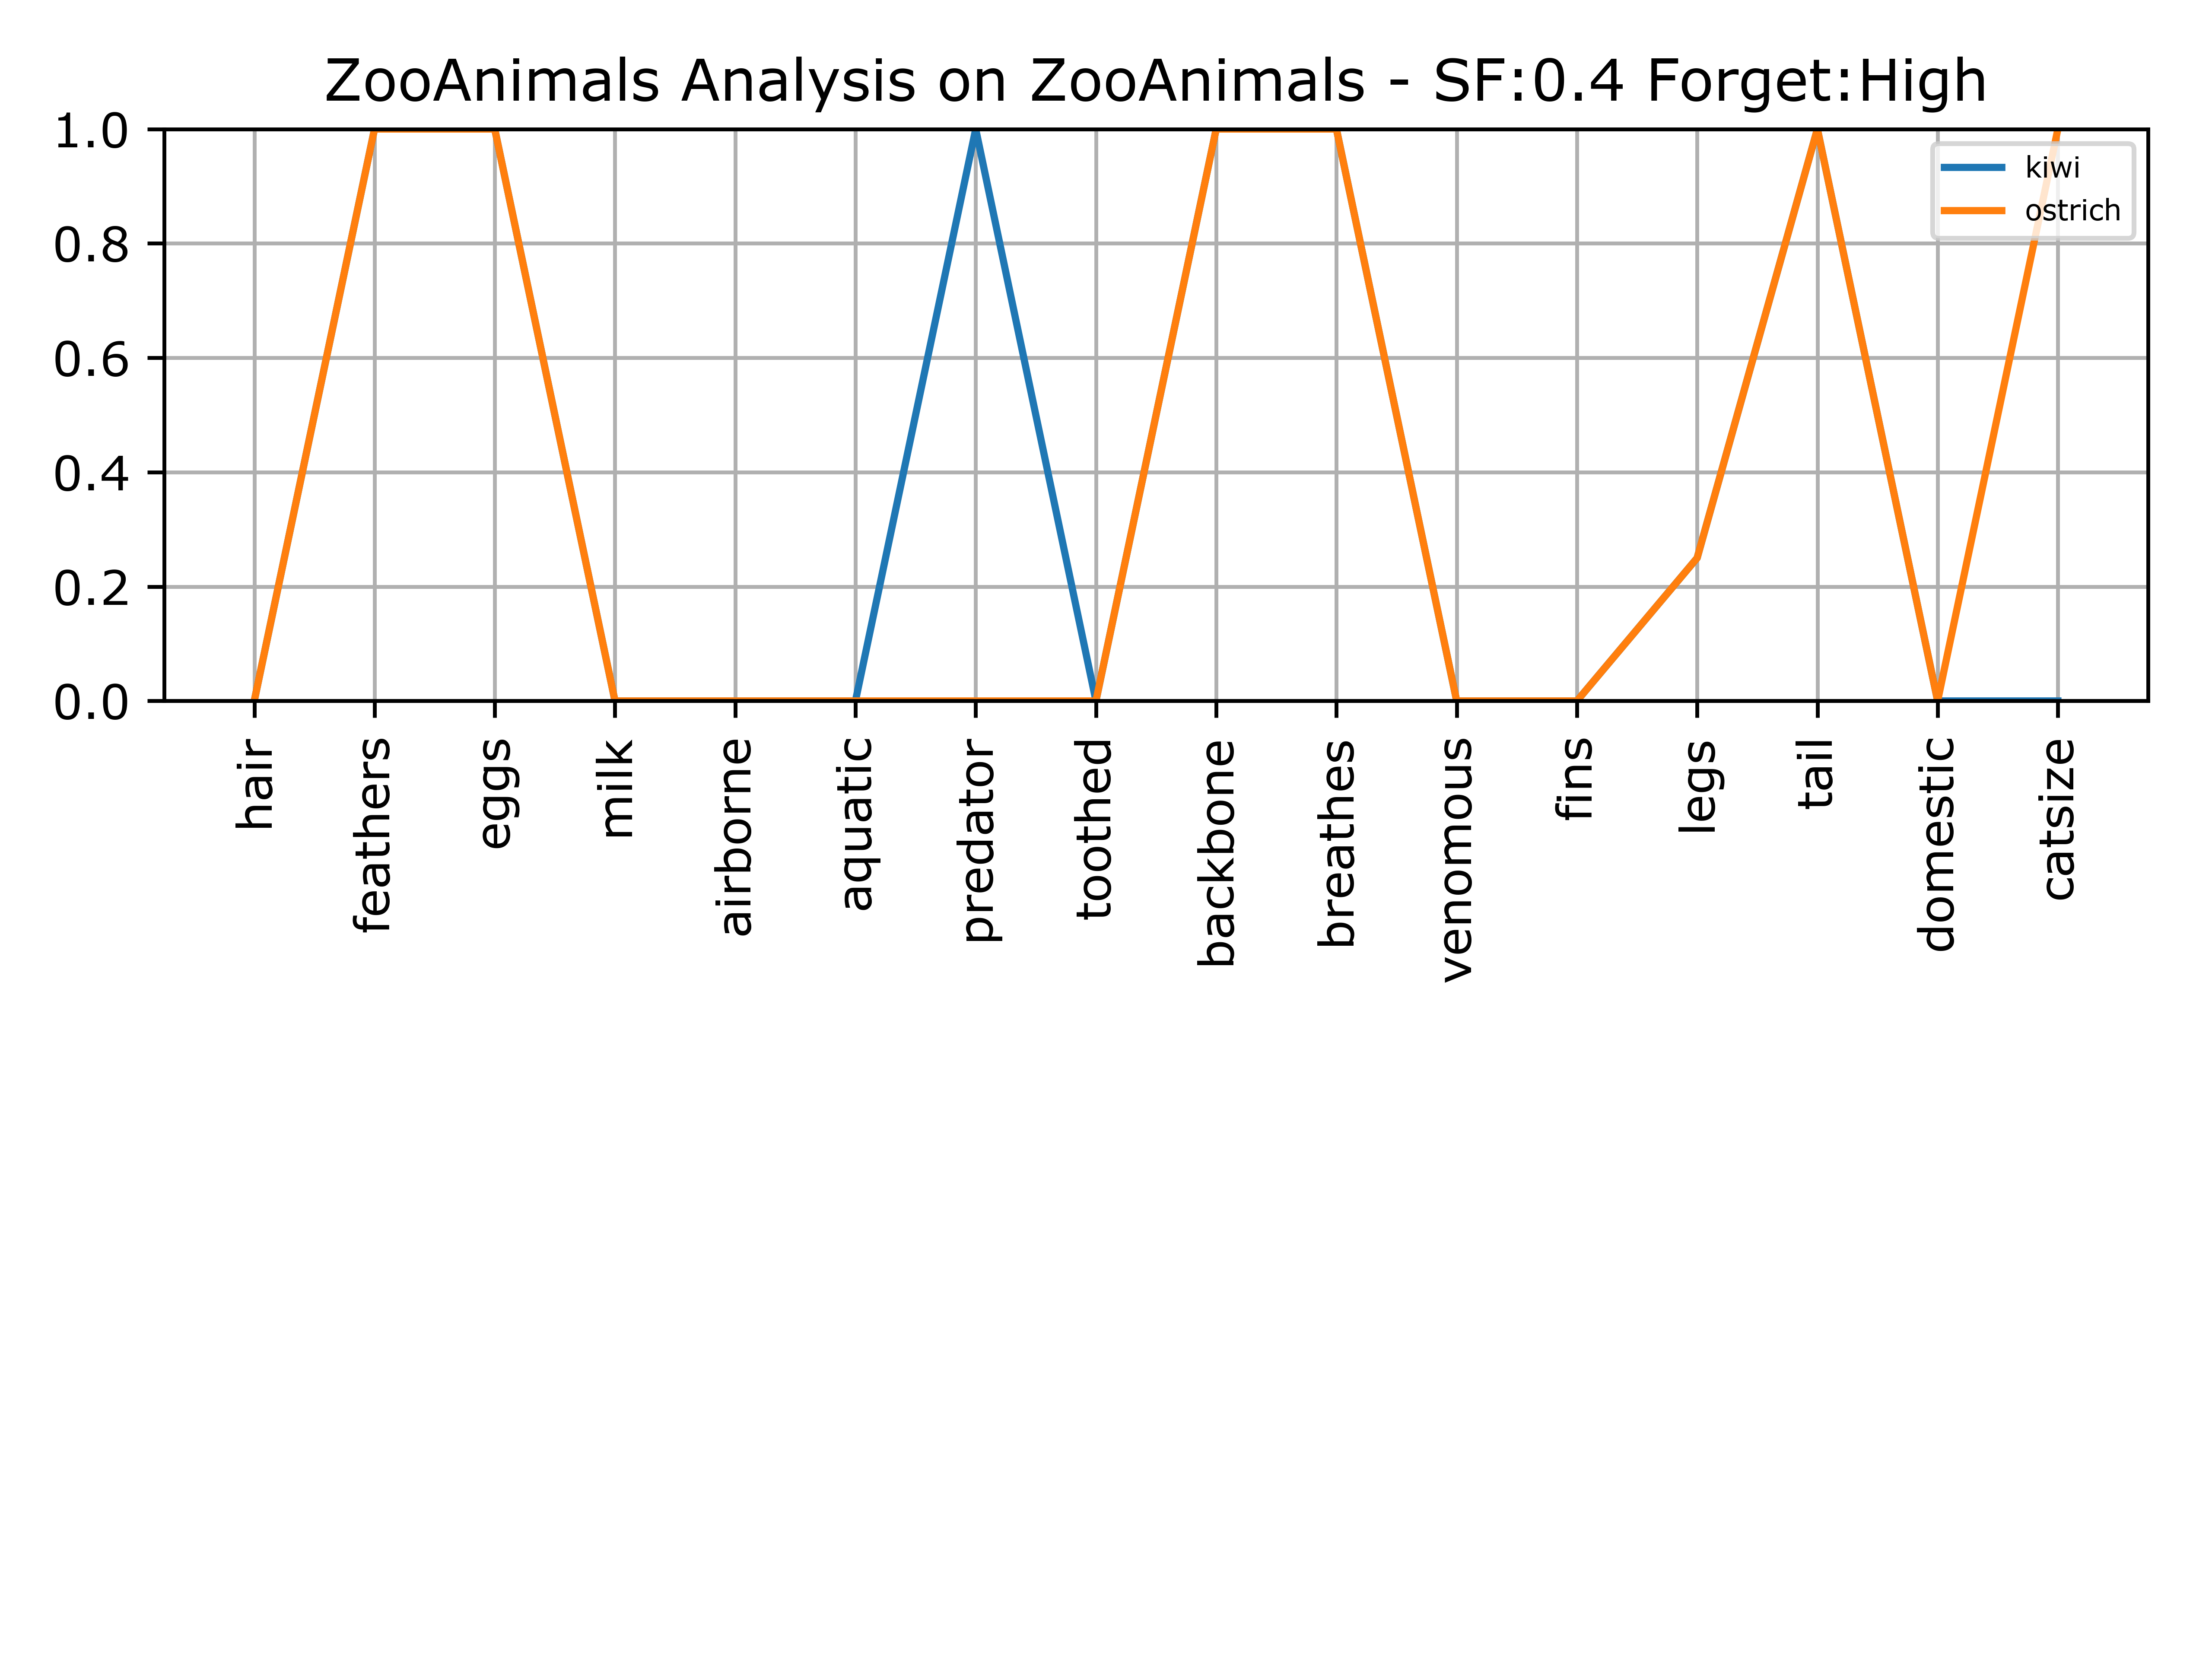 ZooAnimals Analysis on ZooAnimals - SF:0.4 Forget:High
1.0
0.8
0.6
0.4
0.2
0.0
kiwi
ostrich
hair
feathers
eggs
milk
airborne
aquatic
predator
toothed
backbone
breathes
venomous
fins
legs
tail
domestic
catsize